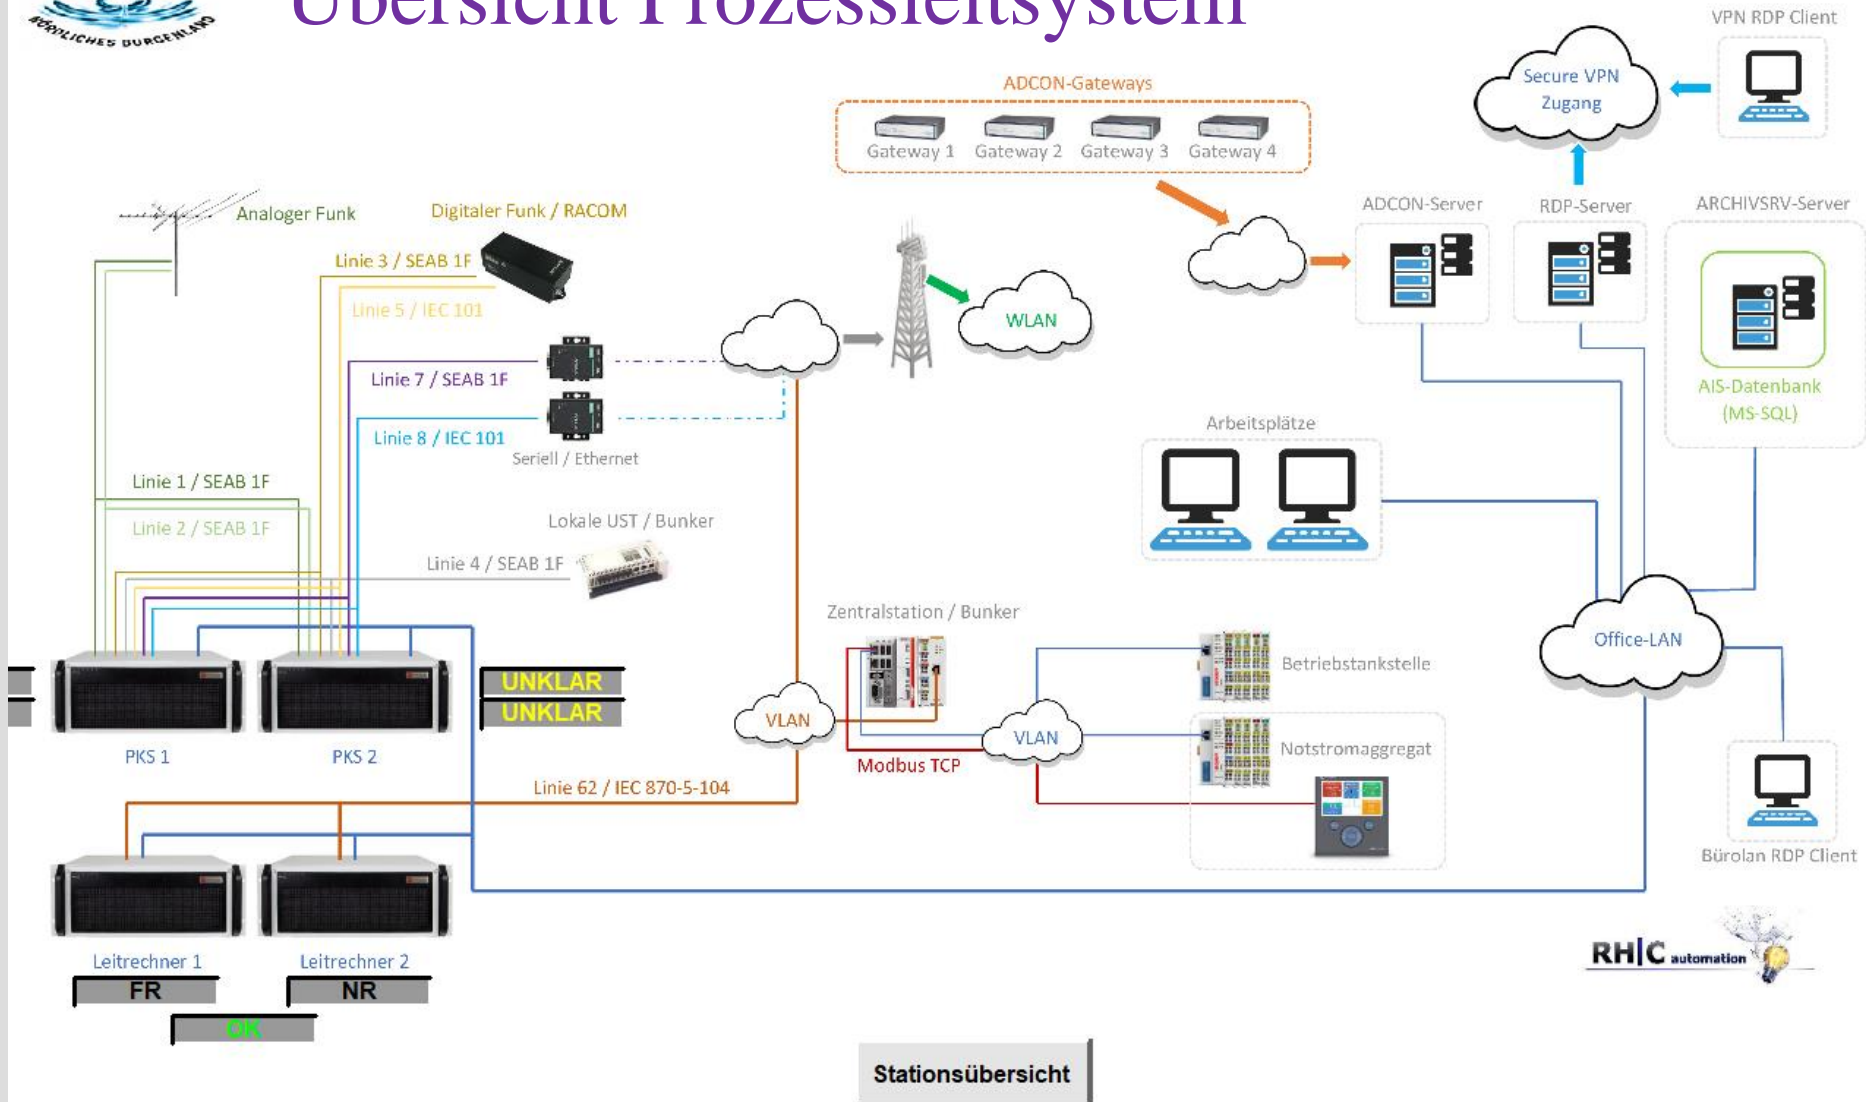 NÖRDLICHES BURGENLAND
Übersicht Prozessleitsystem
VPN RDP Client
Secure VPN
Zugang
ADCON-Gateways
Gateway 1
Gateway 2
Gateway 3
Gateway 4
Analoger Funk
Digitaler Funk / RACOM
ADCON-Server
RDP-Server
ARCHIVSRV-Server
Linie 3 / SEAB 1F
Linie 5 / IEC 101
WLAN
Linie 7 / SEAB 1F
AIS-Datenbank
(MS-SQL)
Linie 8 / IEC 101
Arbeitsplätze
Seriell / Ethernet
Linie 1 / SEAB 1F
Linie 2 / SEAB 1F
Lokale UST / Bunker
Linie 4 / SEAB 1F
Zentralstation / Bunker
Office-LAN
Betriebstankstelle
UNKLAR
UNKLAR
VLAN
VLAN
Notstromaggregat
PKS 1
PKS 2
Modbus TCP
Linie 62 / IEC 870-5-104
Bürolan RDP Client
Leitrechner 1
Leitrechner 2
RH|C automation
FR
NR
OK
Stationsübersicht